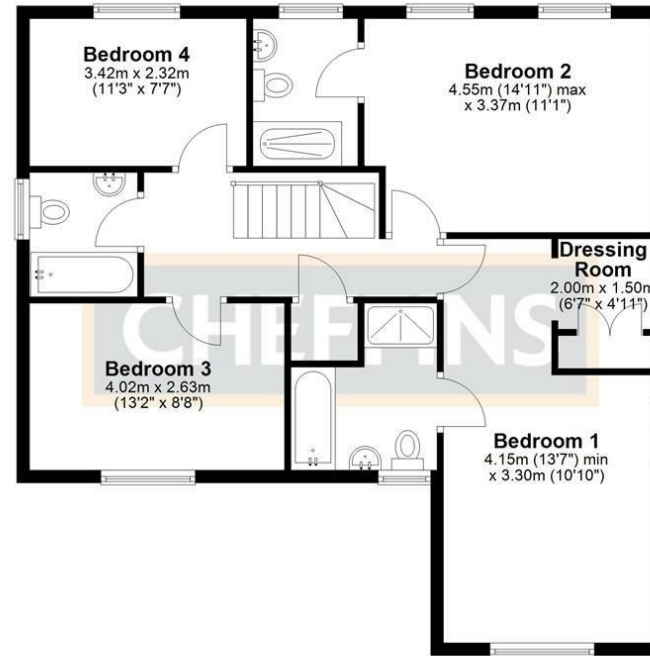 Bedroom 4
3.42m x 2.32m
(11'3" x 7'7")
Bedroom 2
4.55m (14'11") max
x 3.37m (11'1")
Dressing
Room
2.00m x 1.50m
(6'7" x 4'11")
CHEFFINS
Bedroom 3
4.02m x 2.63m
(13'2" x 8'8")
Bedroom 1
4.15m (13'7") min
x 3.30m (10'10")